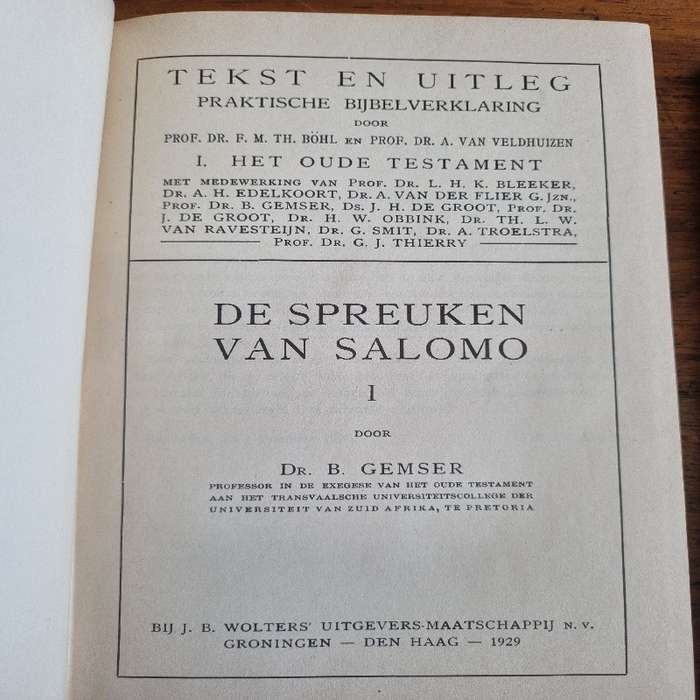 TEKST EN UITLEG
PRAKTISCHE BIJBELVERKLARING
DOOR
PROF. DR. F. M. TH. BÖHL EN PROF. DR. A. VAN VELDHUIZEN
I. HET OUDE TESTAMENT
MET MEDEWERKING VAN PROF. DR. L. H. K. BLEEKER,
DR. A. H. EDELKOORT, DR. A. VAN DER FLIER G. JZN.,
PROF. DR. B. GEMSER, DS. J. H. DE GROOT, PROF. DR.
J. DE GROOT, DR. H. W. OBBINK, DR. TH. L. W.
VAN RAVESTEIJN, DR. G. SMIT, DR. A. TROELSTRA,
PROF. DR. G. J. THIERRY
DE SPREUKEN
VAN SALOMO
I
DOOR
DR. B. GEMSER
PROFESSOR IN DE EXEGESE VAN HET OUDE TESTAMENT
AAN HET TRANSVAALSCHE UNIVERSITEITSCOLLEGE DER
UNIVERSITEIT VAN ZUID AFRIKA, TE PRETORIA
BIJ J. B. WOLTERS' UITGEVERS-MAATSCHAPPIJ N. V.
GRONINGEN — DEN HAAG — 1929